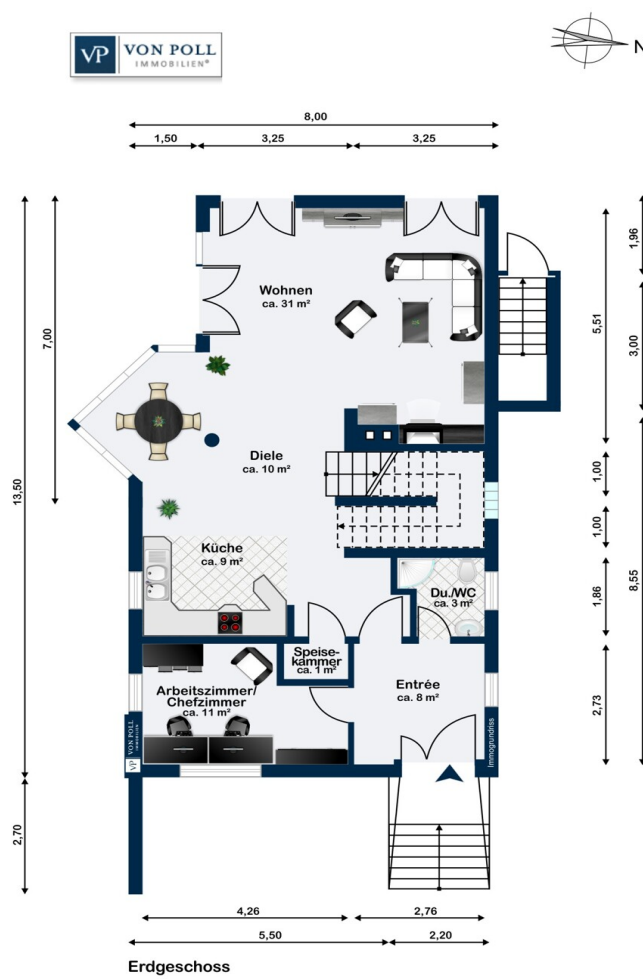 VP VON POLL
IMMOBILIEN®
N
8,00
1,50 3,25 3,25
7,00
13,50
2,70
1,96
5,51
3,00
1,00
1,00
8,55
1,86
2,73
Wohnen
ca. 31 m²
Diele
ca. 10 m²
Küche
ca. 9 m²
Du./WC
ca. 3 m²
Speise-
kammer
ca. 1 m²
Entrée
ca. 8 m²
Arbeitszimmer/
Chefzimmer
ca. 11 m²
VP VON POLL
IMMOBILIEN
Immogrundriss
4,26 2,76
5,50 2,20
Erdgeschoss